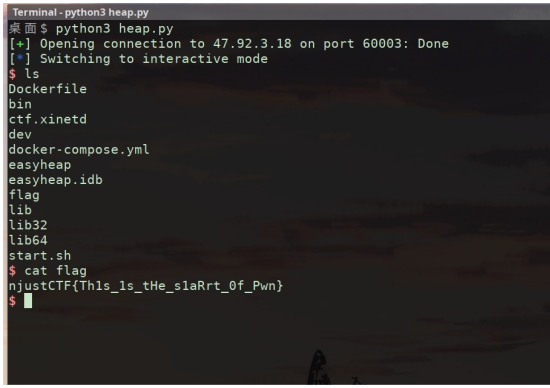 Terminal - python3 heap.py
桌面$ python3 heap.py
[+] Opening connection to 47.92.3.18 on port 60003: Done
[*] Switching to interactive mode
$ ls
Dockerfile
bin
ctf.xinetd
dev
docker-compose.yml
easyheap
easyheap.idb
flag
lib
lib32
lib64
start.sh
$ cat flag
njustCTF{Th1s_1s_tHe_s1aRrt_0f_Pwn}
$